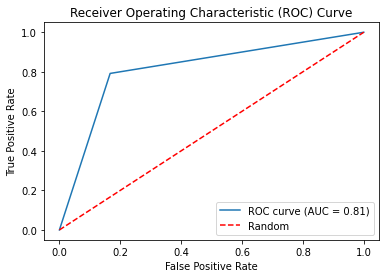 Receiver Operating Characteristic (ROC) Curve
True Positive Rate
1.0
0.8
0.6
0.4
0.2
0.0
0.0 0.2 0.4 0.6 0.8 1.0
False Positive Rate
ROC curve (AUC = 0.81)
Random